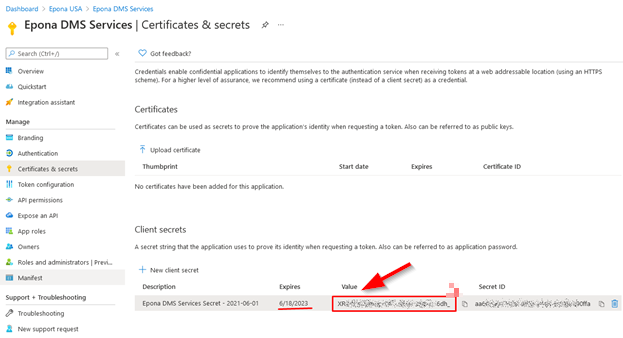 Dashboard > Epona USA > Epona DMS Services
Epona DMS Services | Certificates & secrets
Search (Ctrl+/)
Overview
Quickstart
Integration assistant
Manage
Branding
Authentication
Certificates & secrets
Token configuration
API permissions
Expose an API
App roles
Owners
Roles and administrators | Previ...
Manifest
Support + Troubleshooting
Troubleshooting
New support request
Got feedback?
Credentials enable confidential applications to identify themselves to the authentication service when receiving tokens at a web addressable location (using an HTTPS
scheme). For a higher level of assurance, we recommend using a certificate (instead of a client secret) as a credential.
Certificates
Certificates can be used as secrets to prove the application's identity when requesting a token. Also can be referred to as public keys.
Upload certificate
Thumbprint Start date Expires Certificate ID
No certificates have been added for this application.
Client secrets
A secret string that the application uses to prove its identity when requesting a token. Also can be referred to as application password.
New client secret
Description Expires Value Secret ID
Epona DMS Services Secret - 2021-06-01 6/18/2023